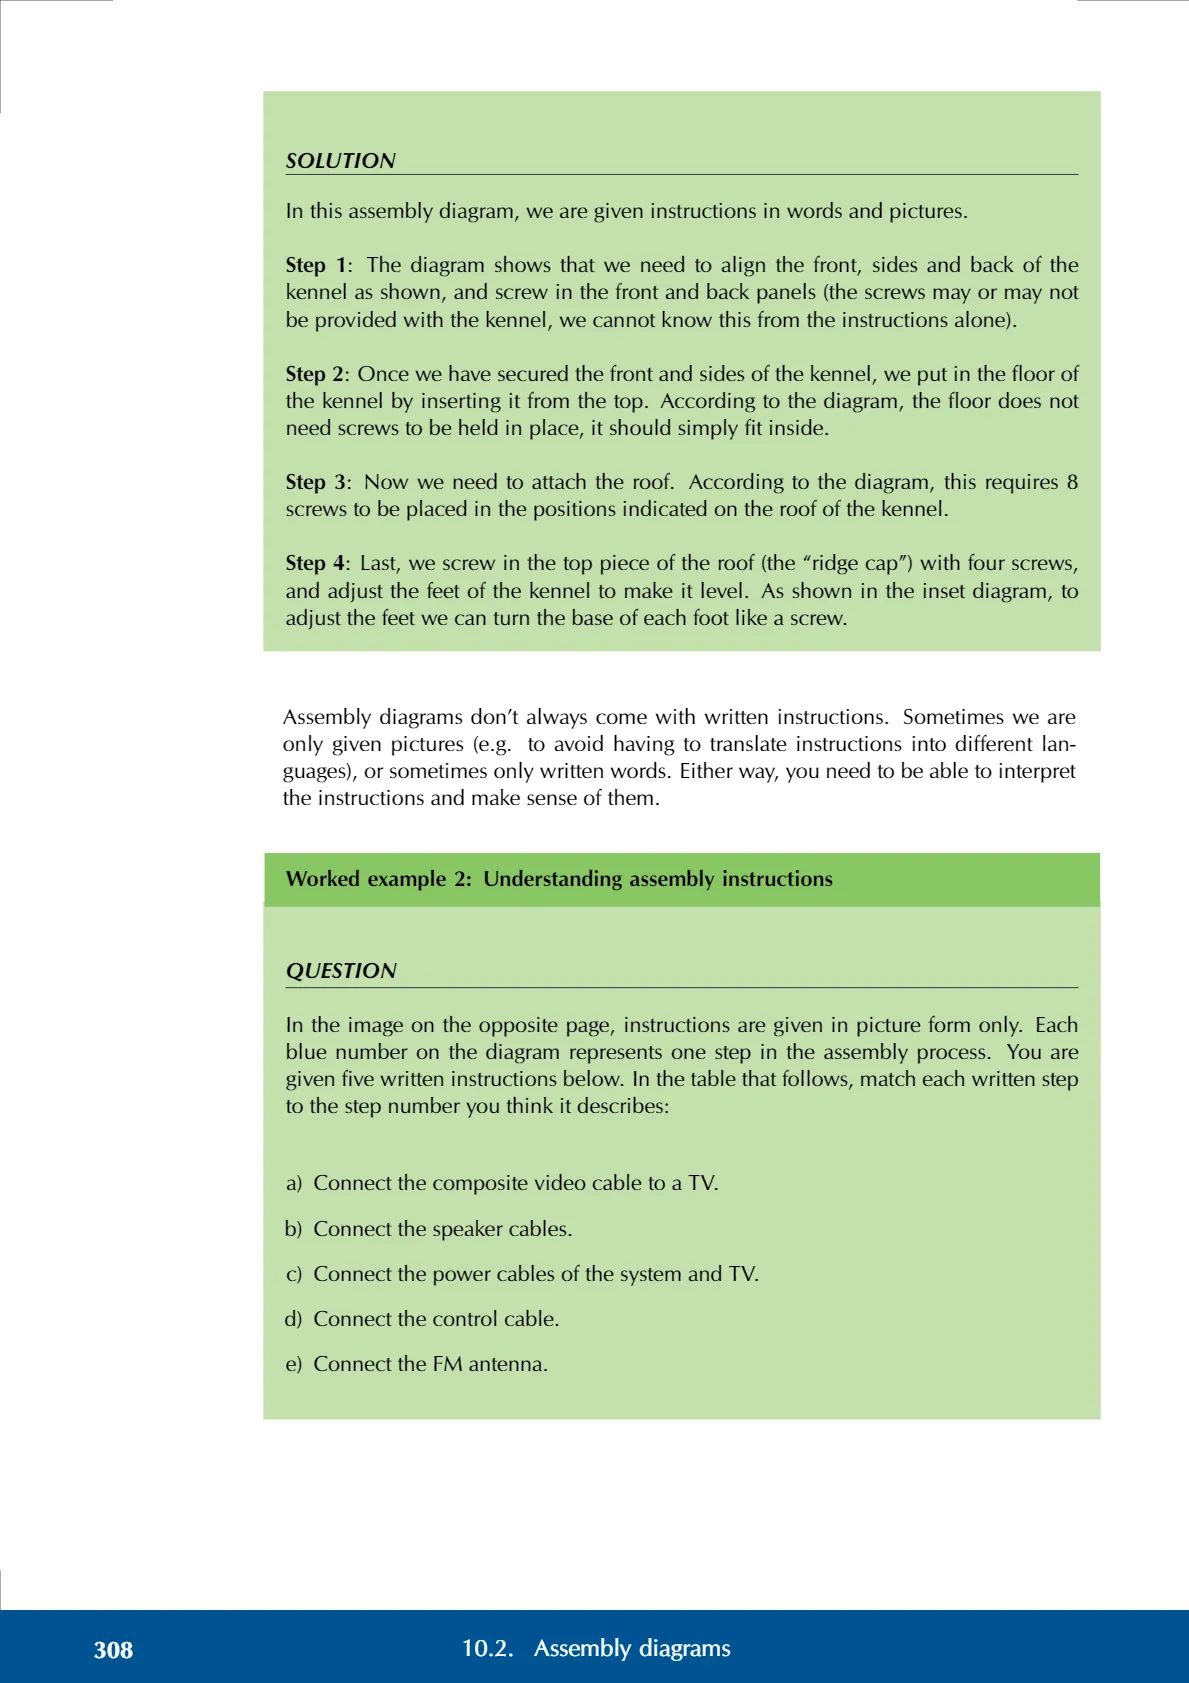 SOLUTION
In this assembly diagram, we are given instructions in words and pictures.
Step 1: The diagram shows that we need to align the front, sides and back of the
kennel as shown, and screw in the front and back panels (the screws may or may not
be provided with the kennel, we cannot know this from the instructions alone).
Step 2: Once we have secured the front and sides of the kennel, we put in the floor of
the kennel by inserting it from the top. According to the diagram, the floor does not
need screws to be held in place, it should simply fit inside.
Step 3: Now we need to attach the roof. According to the diagram, this requires 8
screws to be placed in the positions indicated on the roof of the kennel.
Step 4: Last, we screw in the top piece of the roof (the “ridge cap”) with four screws,
and adjust the feet of the kennel to make it level. As shown in the inset diagram, to
adjust the feet we can turn the base of each foot like a screw.
Assembly diagrams don’t always come with written instructions. Sometimes we are
only given pictures (e.g. to avoid having to translate instructions into different lan-
guages), or sometimes only written words. Either way, you need to be able to interpret
the instructions and make sense of them.
Worked example 2: Understanding assembly instructions
QUESTION
In the image on the opposite page, instructions are given in picture form only. Each
blue number on the diagram represents one step in the assembly process. You are
given five written instructions below. In the table that follows, match each written step
to the step number you think it describes:
a) Connect the composite video cable to a TV.
b) Connect the speaker cables.
c) Connect the power cables of the system and TV.
d) Connect the control cable.
e) Connect the FM antenna.
308 10.2. Assembly diagrams